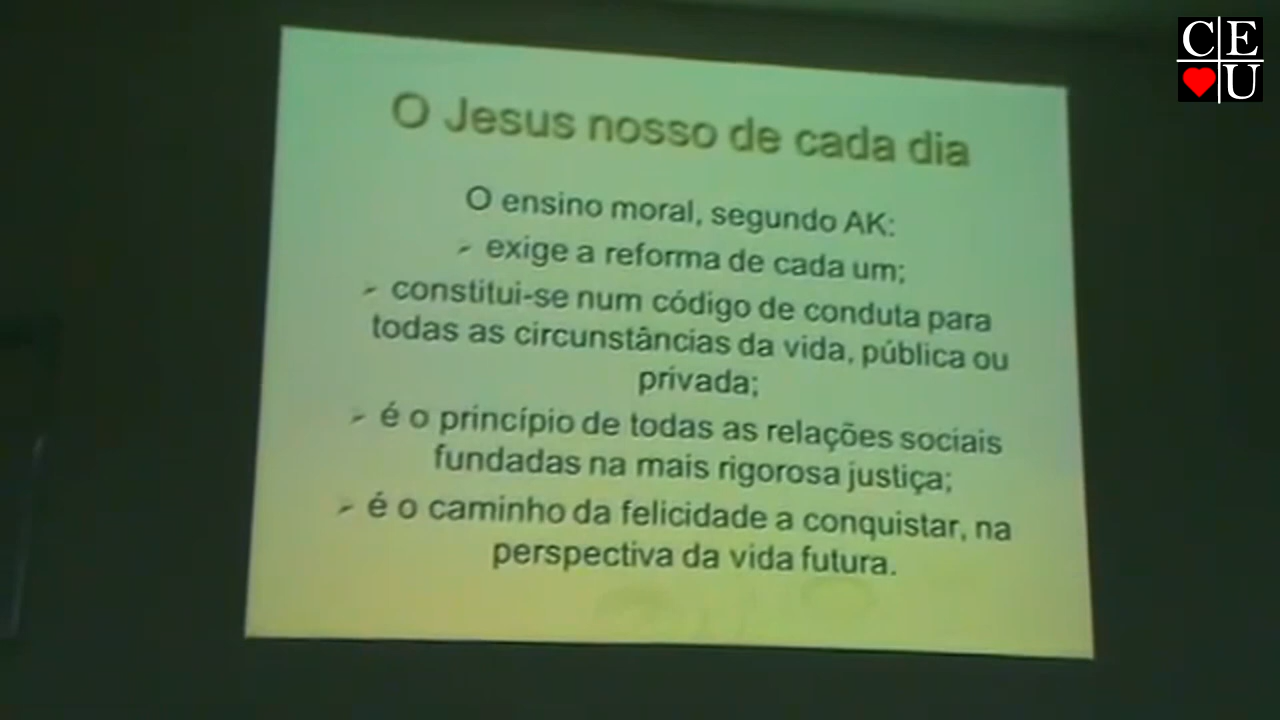 O Jesus nosso de cada dia
O ensino moral, segundo AK:
➢ exige a reforma de cada um;
➢ constitui-se num código de conduta para
todas as circunstâncias da vida, pública ou
privada;
➢ é o princípio de todas as relações sociais
fundadas na mais rigorosa justiça;
➢ é o caminho da felicidade a conquistar, na
perspectiva da vida futura.
C E
U